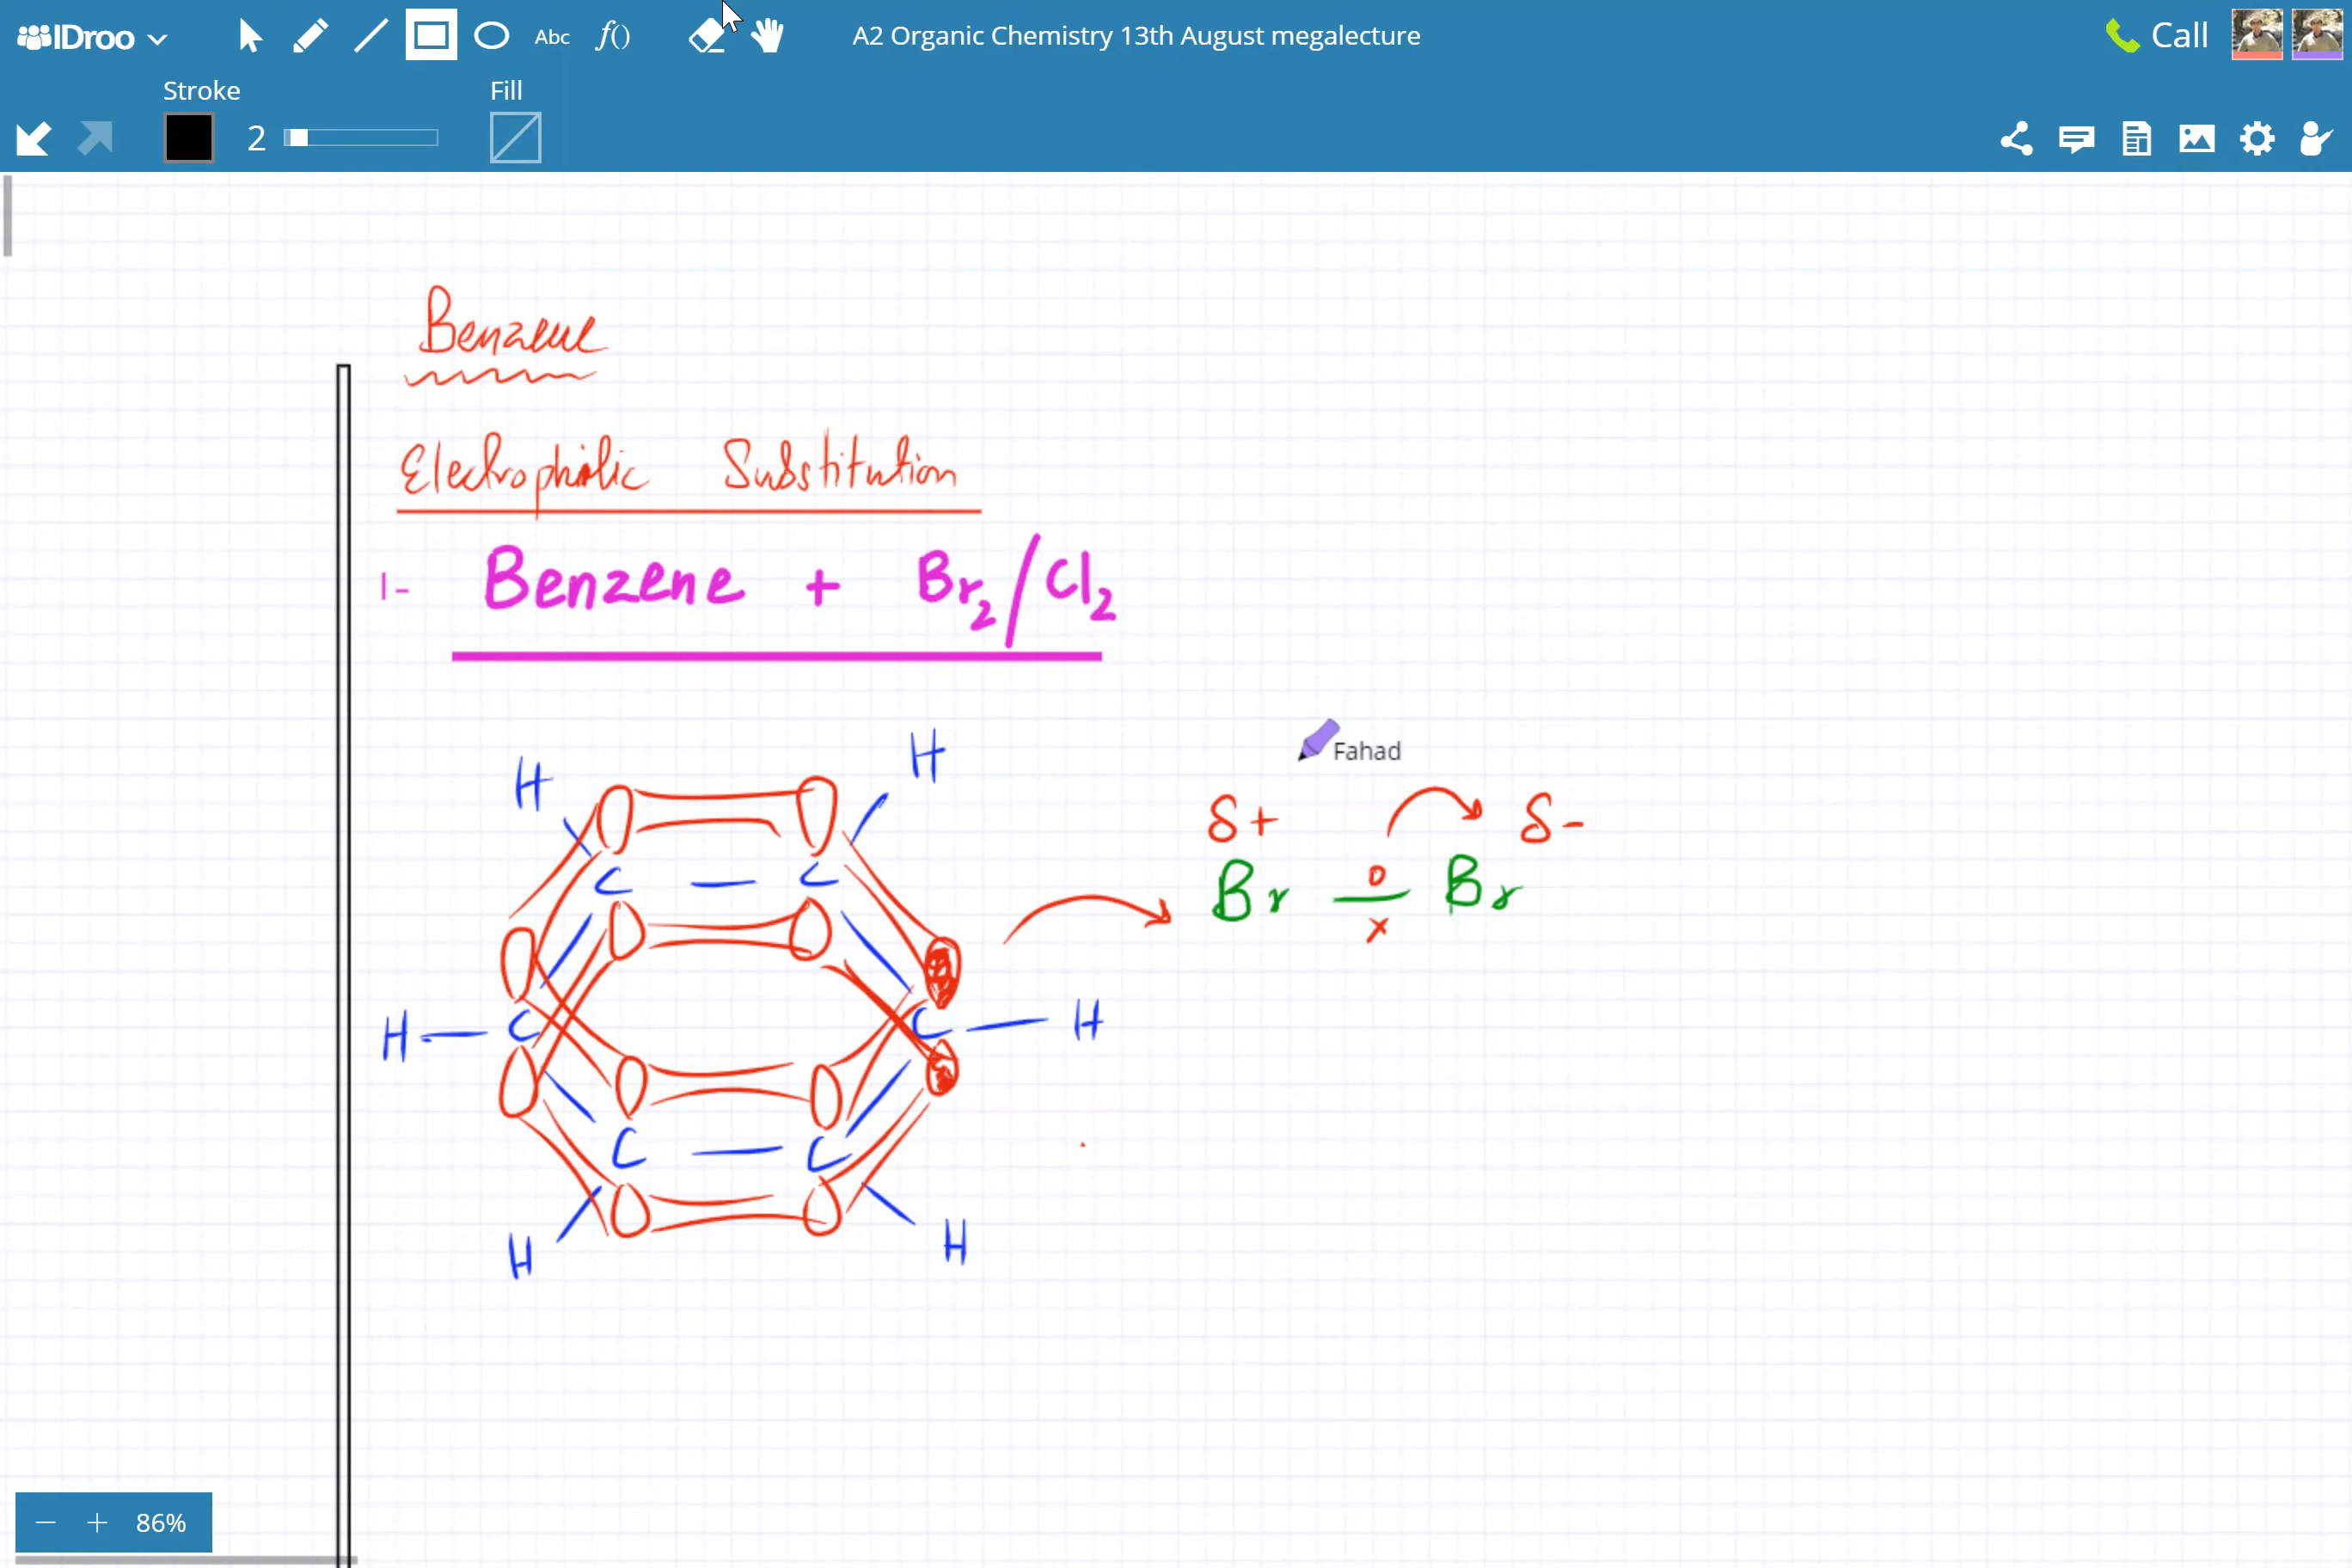 IDroo
Abc
f()
A2 Organic Chemistry 13th August megalecture
Call
Stroke
Fill
2
Benzene
Electrophilic Substitution
1- Benzene + Br2/Cl2
Fahad
H H
δ+ δ-
Br o Br
x
C - C
H - C C - H
C - C
H H
- + 86%